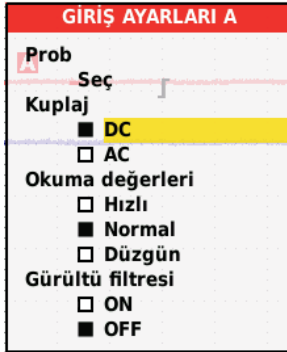 GİRİŞ AYARLARI A
Prob
A
Seç
Kuplaj
DC
AC
Okuma değerleri
Hızlı
Normal
Düzgün
Gürültü filtresi
ON
OFF